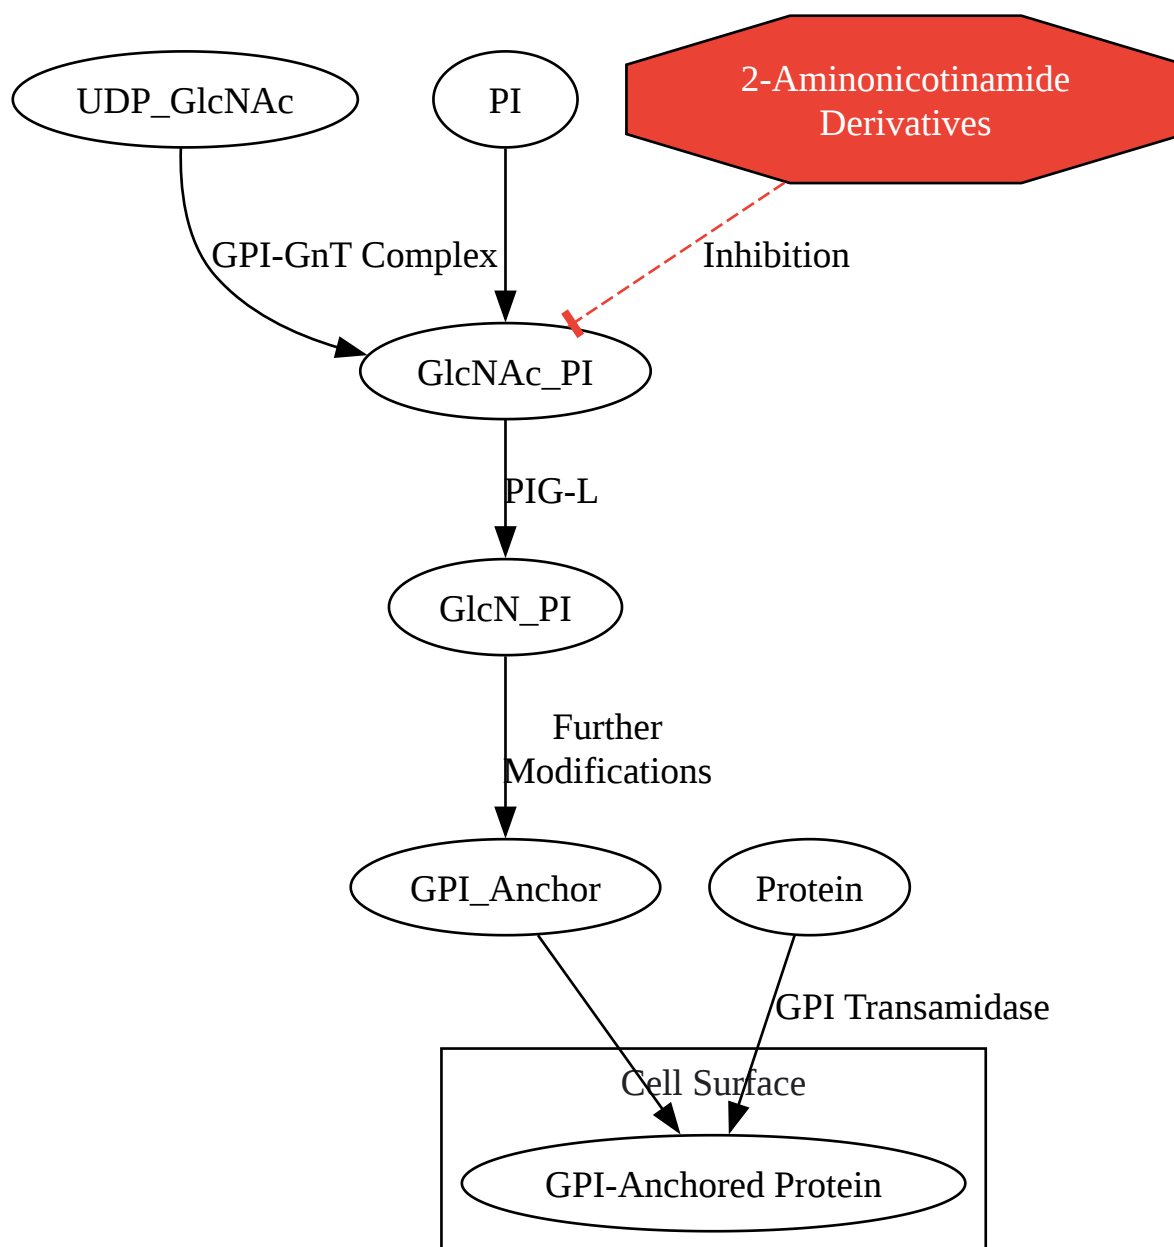 UDP_GlcNAc
PI
2-Aminonicotinamide
Derivatives
GPI-GnT Complex
Inhibition
GlcNAc_PI
PIG-L
GlcN_PI
Further
Modifications
GPI_Anchor
Protein
GPI Transamidase
Cell Surface
GPI-Anchored Protein